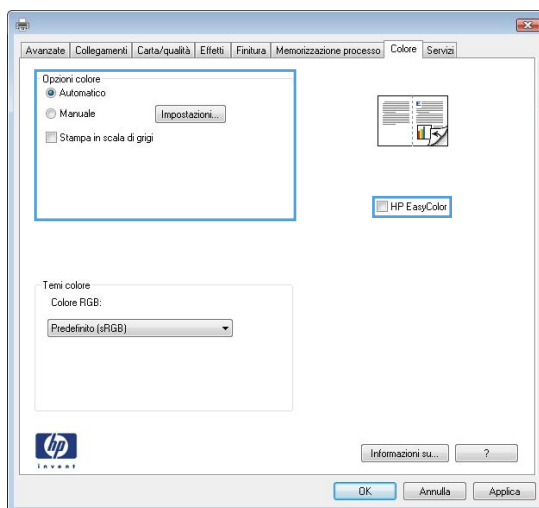 Avanzate Collegamenti Carta/qualità Effetti Finitura Memorizzazione processo Colore Servizi
Opzioni colore
Automatico
Manuale Impostazioni...
Stampa in scala di grigi
HP EasyColor
Temi colore
Colore RGB:
Predefinito (sRGB)
hp
invent
Informazioni su... ?
OK Annulla Applica